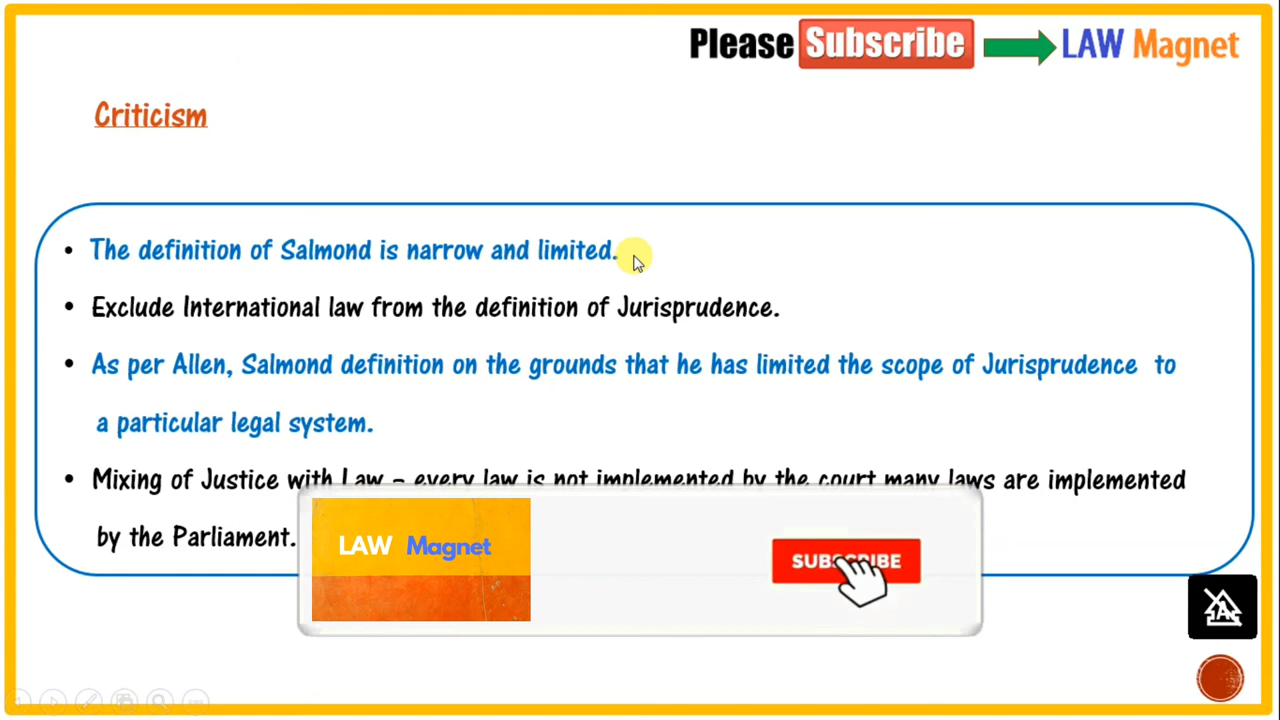 Please Subscribe LAW Magnet
Criticism
• The definition of Salmond is narrow and limited.
• Exclude International law from the definition of Jurisprudence.
• As per Allen, Salmond definition on the grounds that he has limited the scope of Jurisprudence to
a particular legal system.
• Mixing of Justice with Law – every law is not implemented by the court many laws are implemented
by the Parliament.
LAW Magnet
SUBSCRIBE